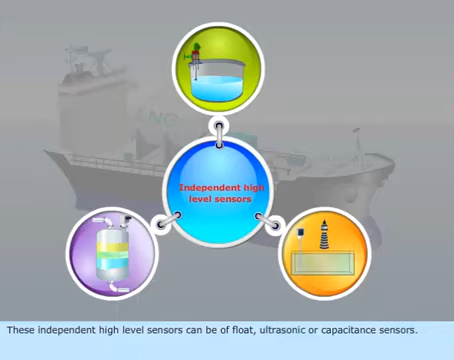 Independent high
level sensors
These independent high level sensors can be of float, ultrasonic or capacitance sensors.